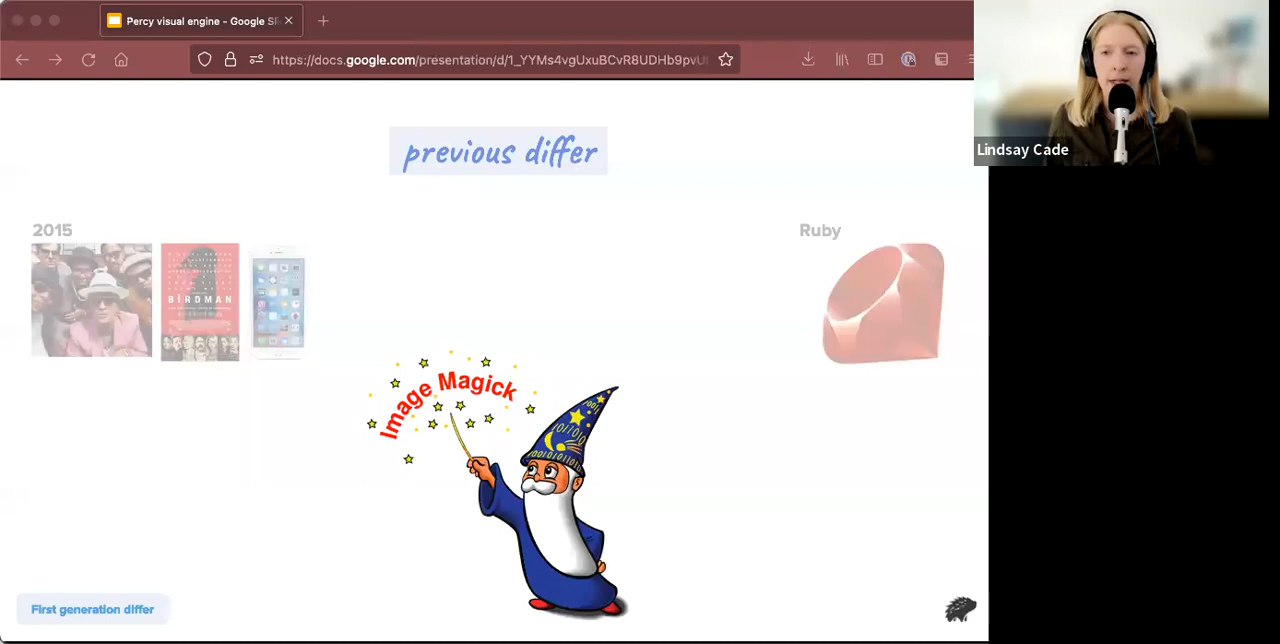 Percy visual engine - Google Sli
https://docs.google.com/presentation/d/1_YYMs4vgUxuBCvR8UDHb9pvU
Lindsay Cade
previous differ
2015
Ruby
BIRDMAN
Image Magick
First generation differ